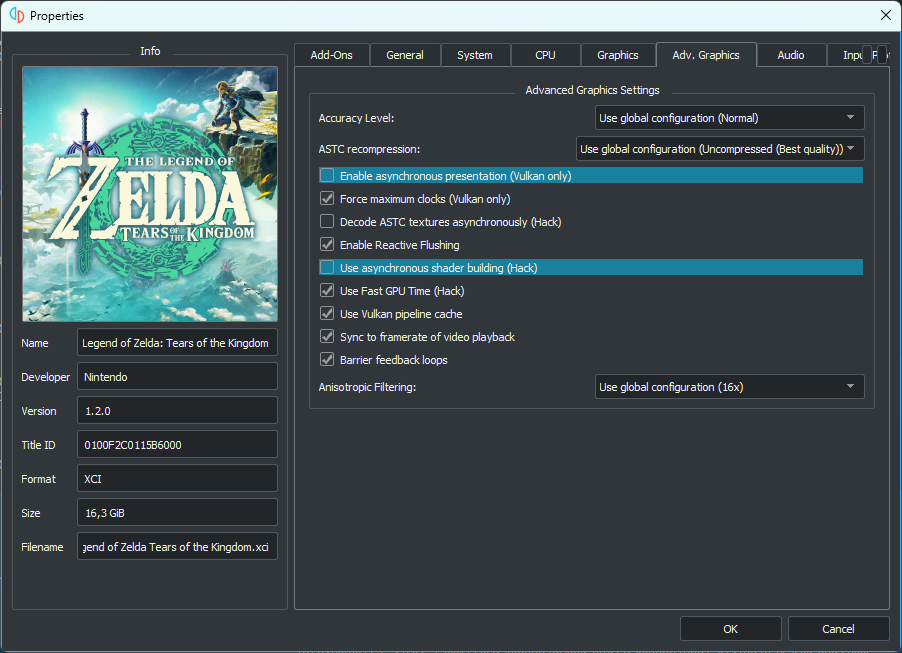 Properties
Info
THE LEGEND OF
ZELDA
TEARS OF THE KINGDOM
Name
Legend of Zelda: Tears of the Kingdom
Developer
Nintendo
Version
1.2.0
Title ID
0100F2C0115B6000
Format
XCI
Size
16,3 GiB
Filename
gend of Zelda Tears of the Kingdom.xci
Add-Ons
General
System
CPU
Graphics
Adv. Graphics
Audio
Inpu
Advanced Graphics Settings
Accuracy Level:
Use global configuration (Normal)
ASTC recompression:
Use global configuration (Uncompressed (Best quality))
Enable asynchronous presentation (Vulkan only)
Force maximum clocks (Vulkan only)
Decode ASTC textures asynchronously (Hack)
Enable Reactive Flushing
Use asynchronous shader building (Hack)
Use Fast GPU Time (Hack)
Use Vulkan pipeline cache
Sync to framerate of video playback
Barrier feedback loops
Anisotropic Filtering:
Use global configuration (16x)
OK
Cancel